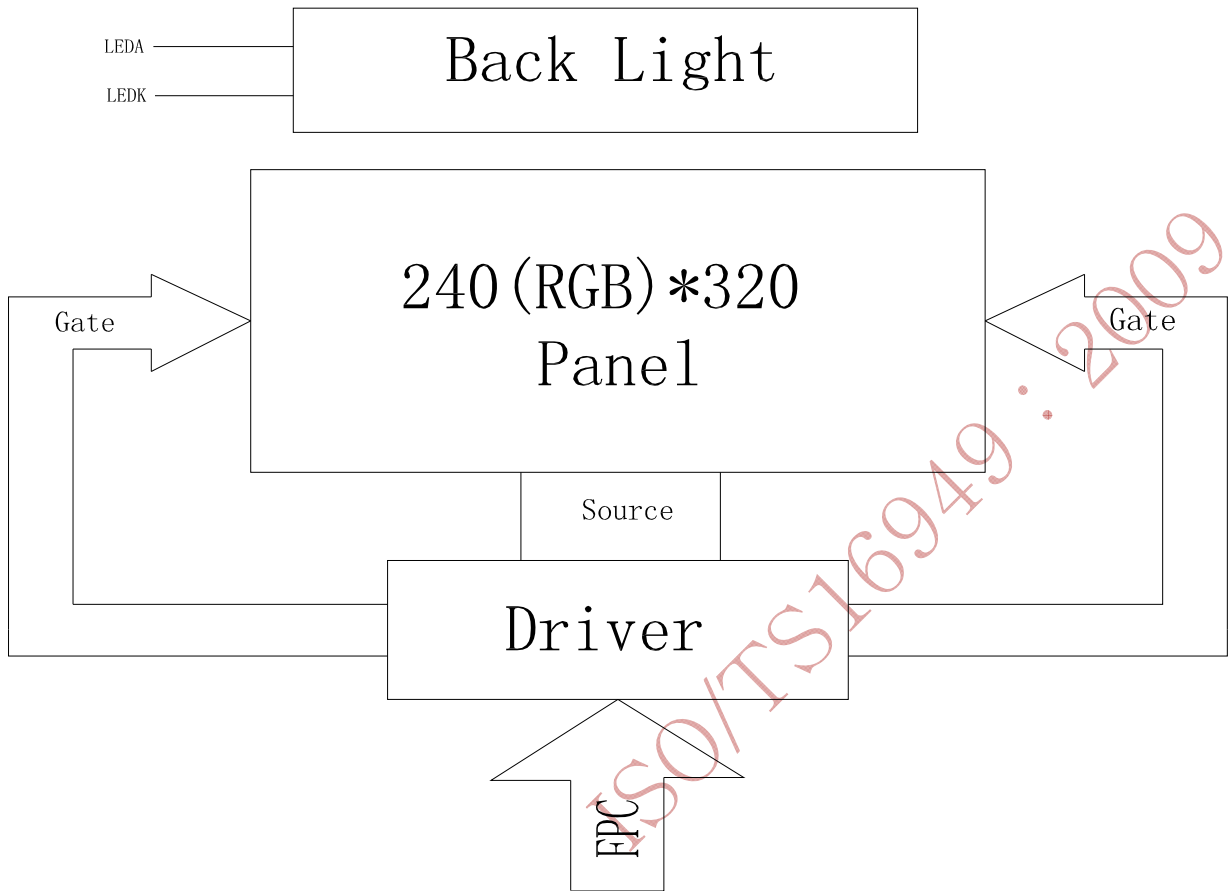 LEDA
Back Light
LEDK
240(RGB)*320
Panel
Gate
Gate
Source
Driver
FPC
ISO/TS16949：2009